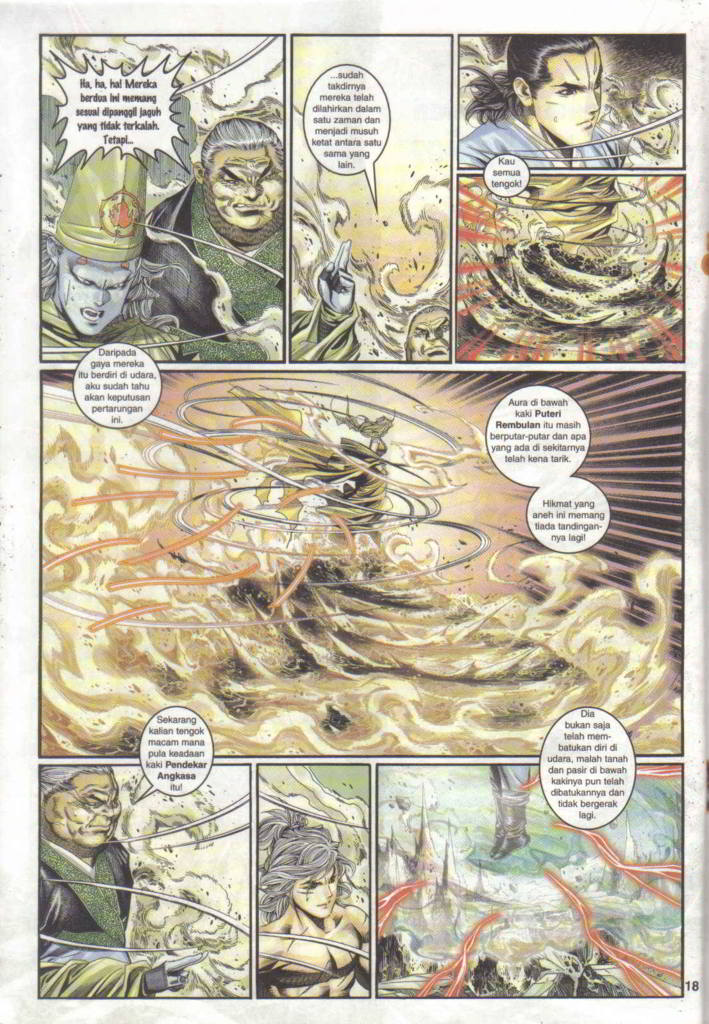 Ha, ha, ha! Mereka
berdua ini memang
sesuai dipanggil jaguh
yang tidak terkalah.
Tetapi...
...sudah
takdirnya
mereka telah
dilahirkan dalam
satu zaman dan
menjadi musuh
ketat antara satu
sama yang
lain.
Kau
semua
tengok!
Daripada
gaya mereka
itu berdiri di udara,
aku sudah tahu
akan keputusan
pertarungan
ini.
Aura di bawah
kaki Puteri
Rembulan itu masih
berputar-putar dan apa
yang ada di sekitarnya
telah kena tarik.
Hikmat yang
aneh ini memang
tiada tandingan-
nya lagi!
Sekarang
kalian tengok
macam mana
pula keadaan
kaki Pendekar
Angkasa
itu!
Dia
bukan saja
telah mem-
batukan diri di
udara, malah tanah
dan pasir di bawah
kakinya pun telah
dibatukannya dan
tidak bergerak
lagi.
18